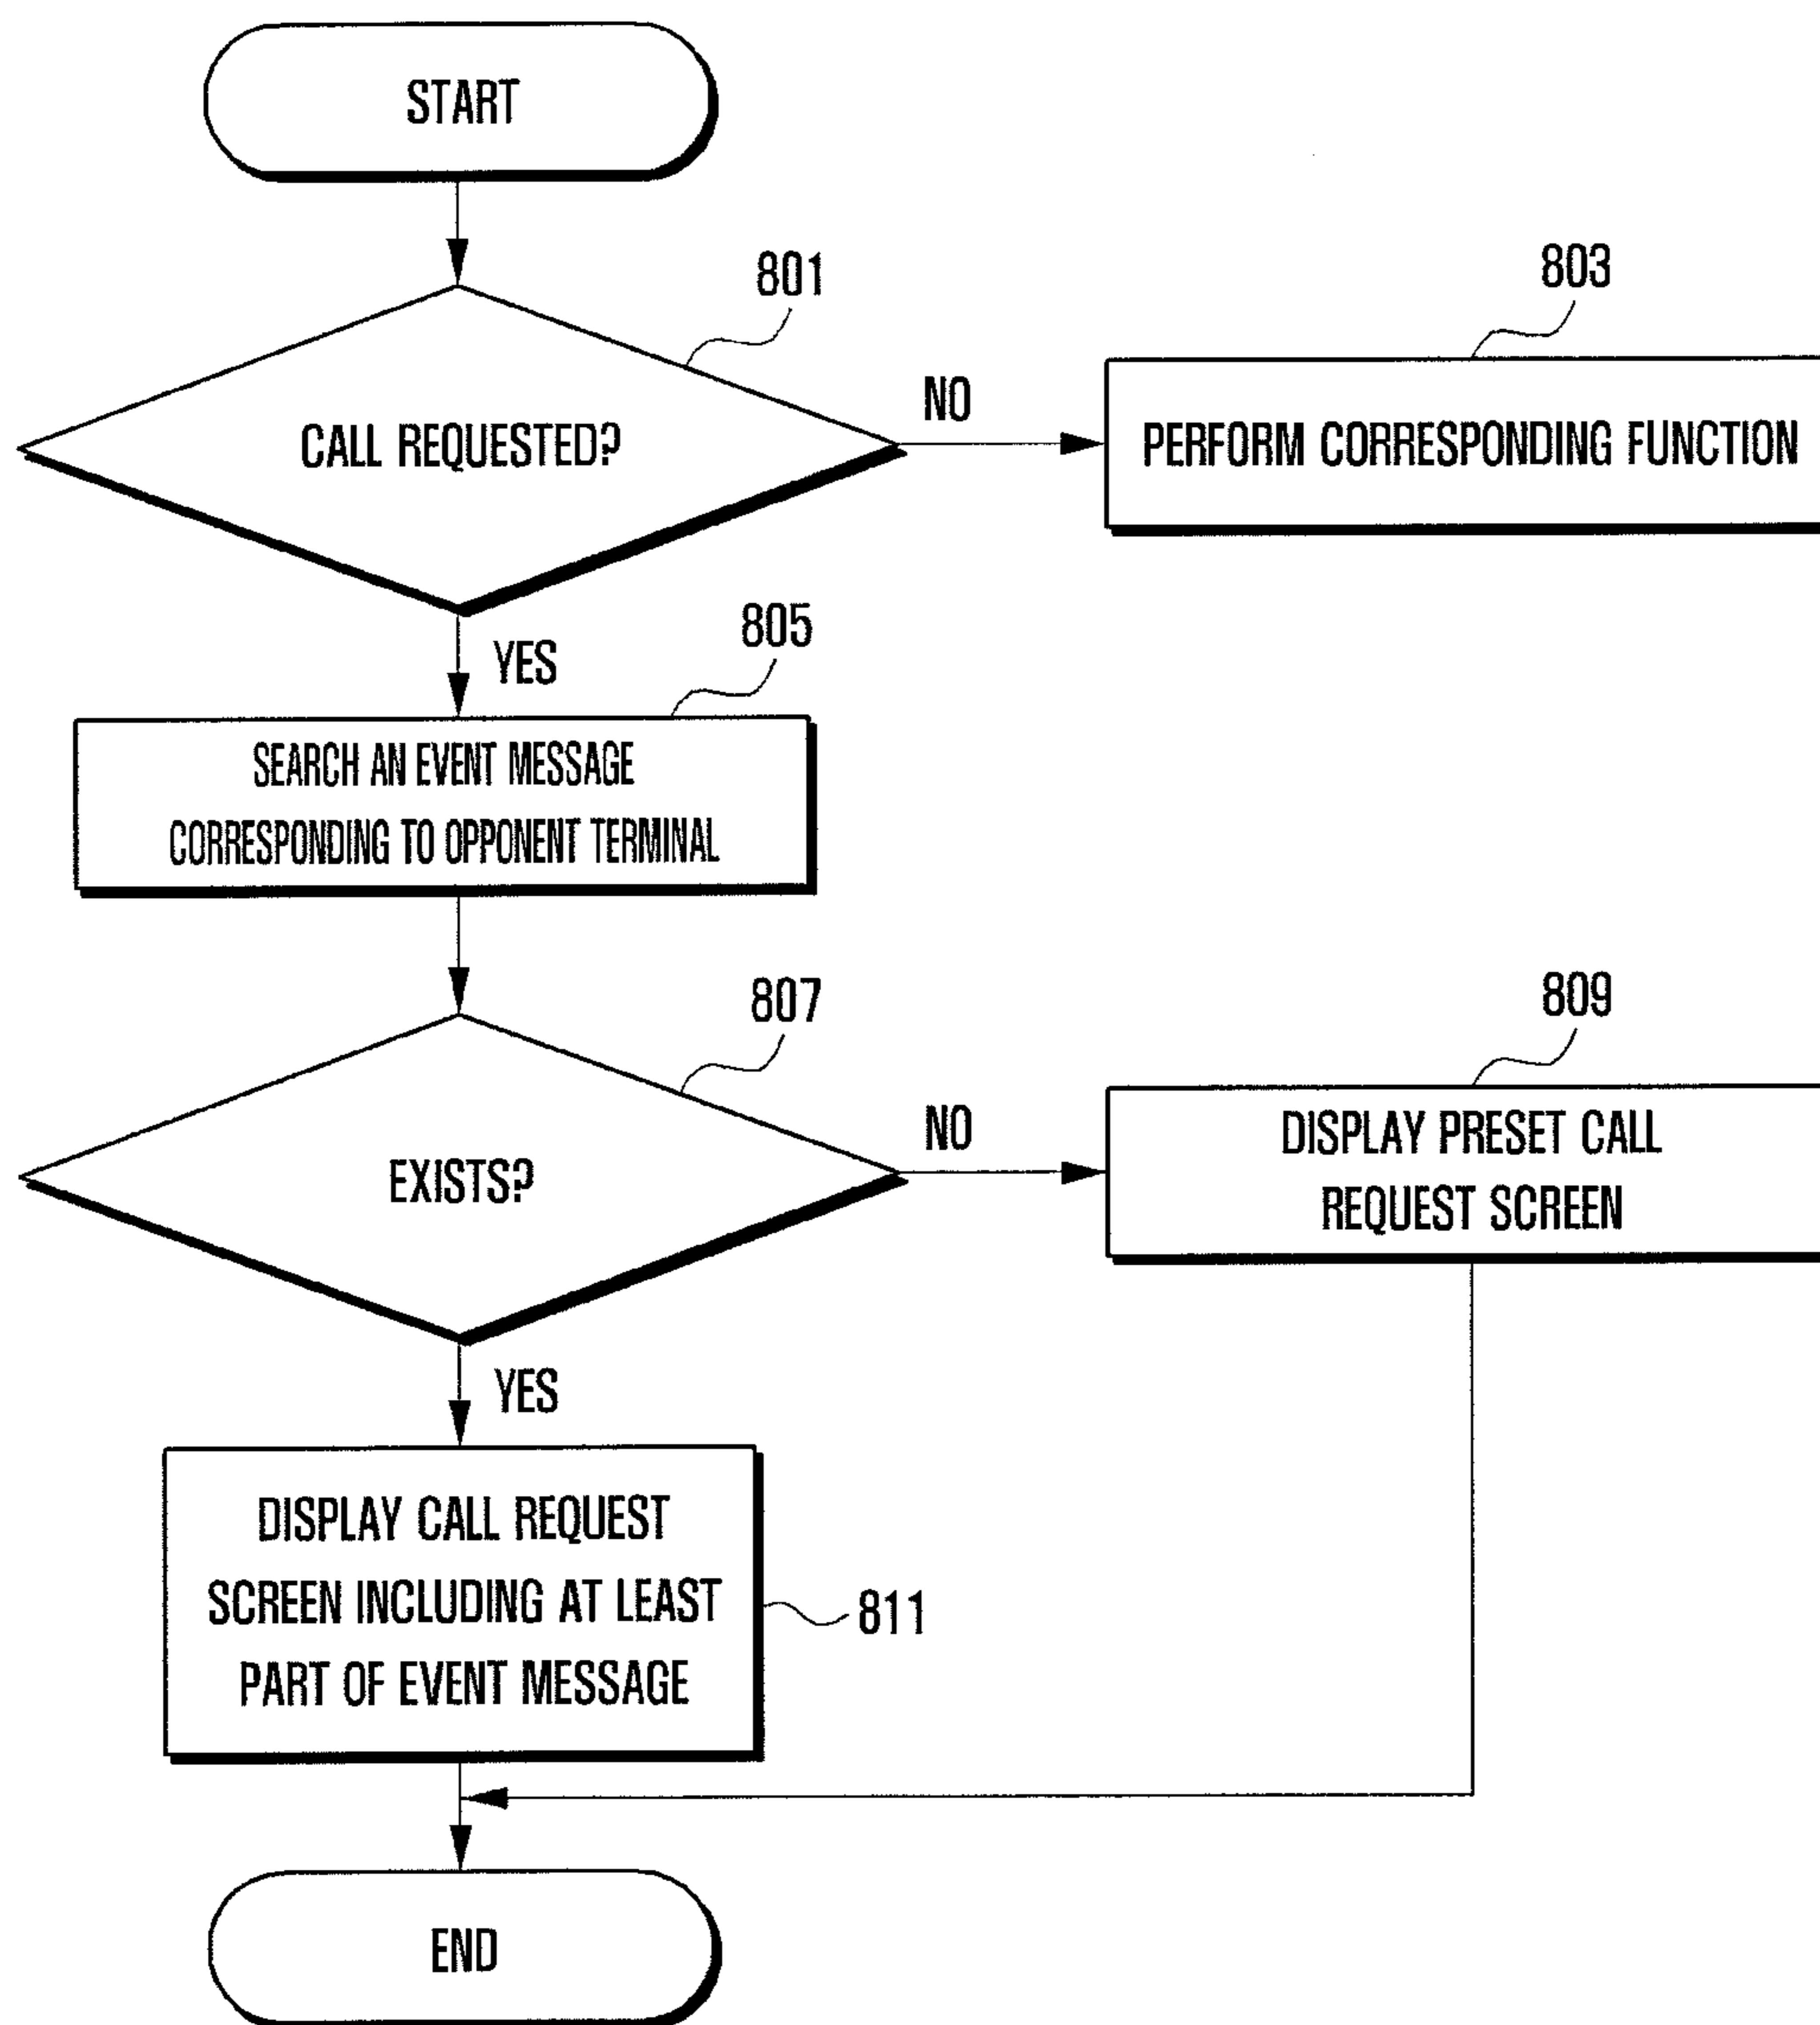 START
801
CALL REQUESTED?
NO
803
PERFORM CORRESPONDING FUNCTION
YES
805
SEARCH AN EVENT MESSAGE
CORRESPONDING TO OPPONENT TERMINAL
807
EXISTS?
NO
809
DISPLAY PRESET CALL
REQUEST SCREEN
YES
DISPLAY CALL REQUEST
SCREEN INCLUDING AT LEAST
PART OF EVENT MESSAGE
811
END